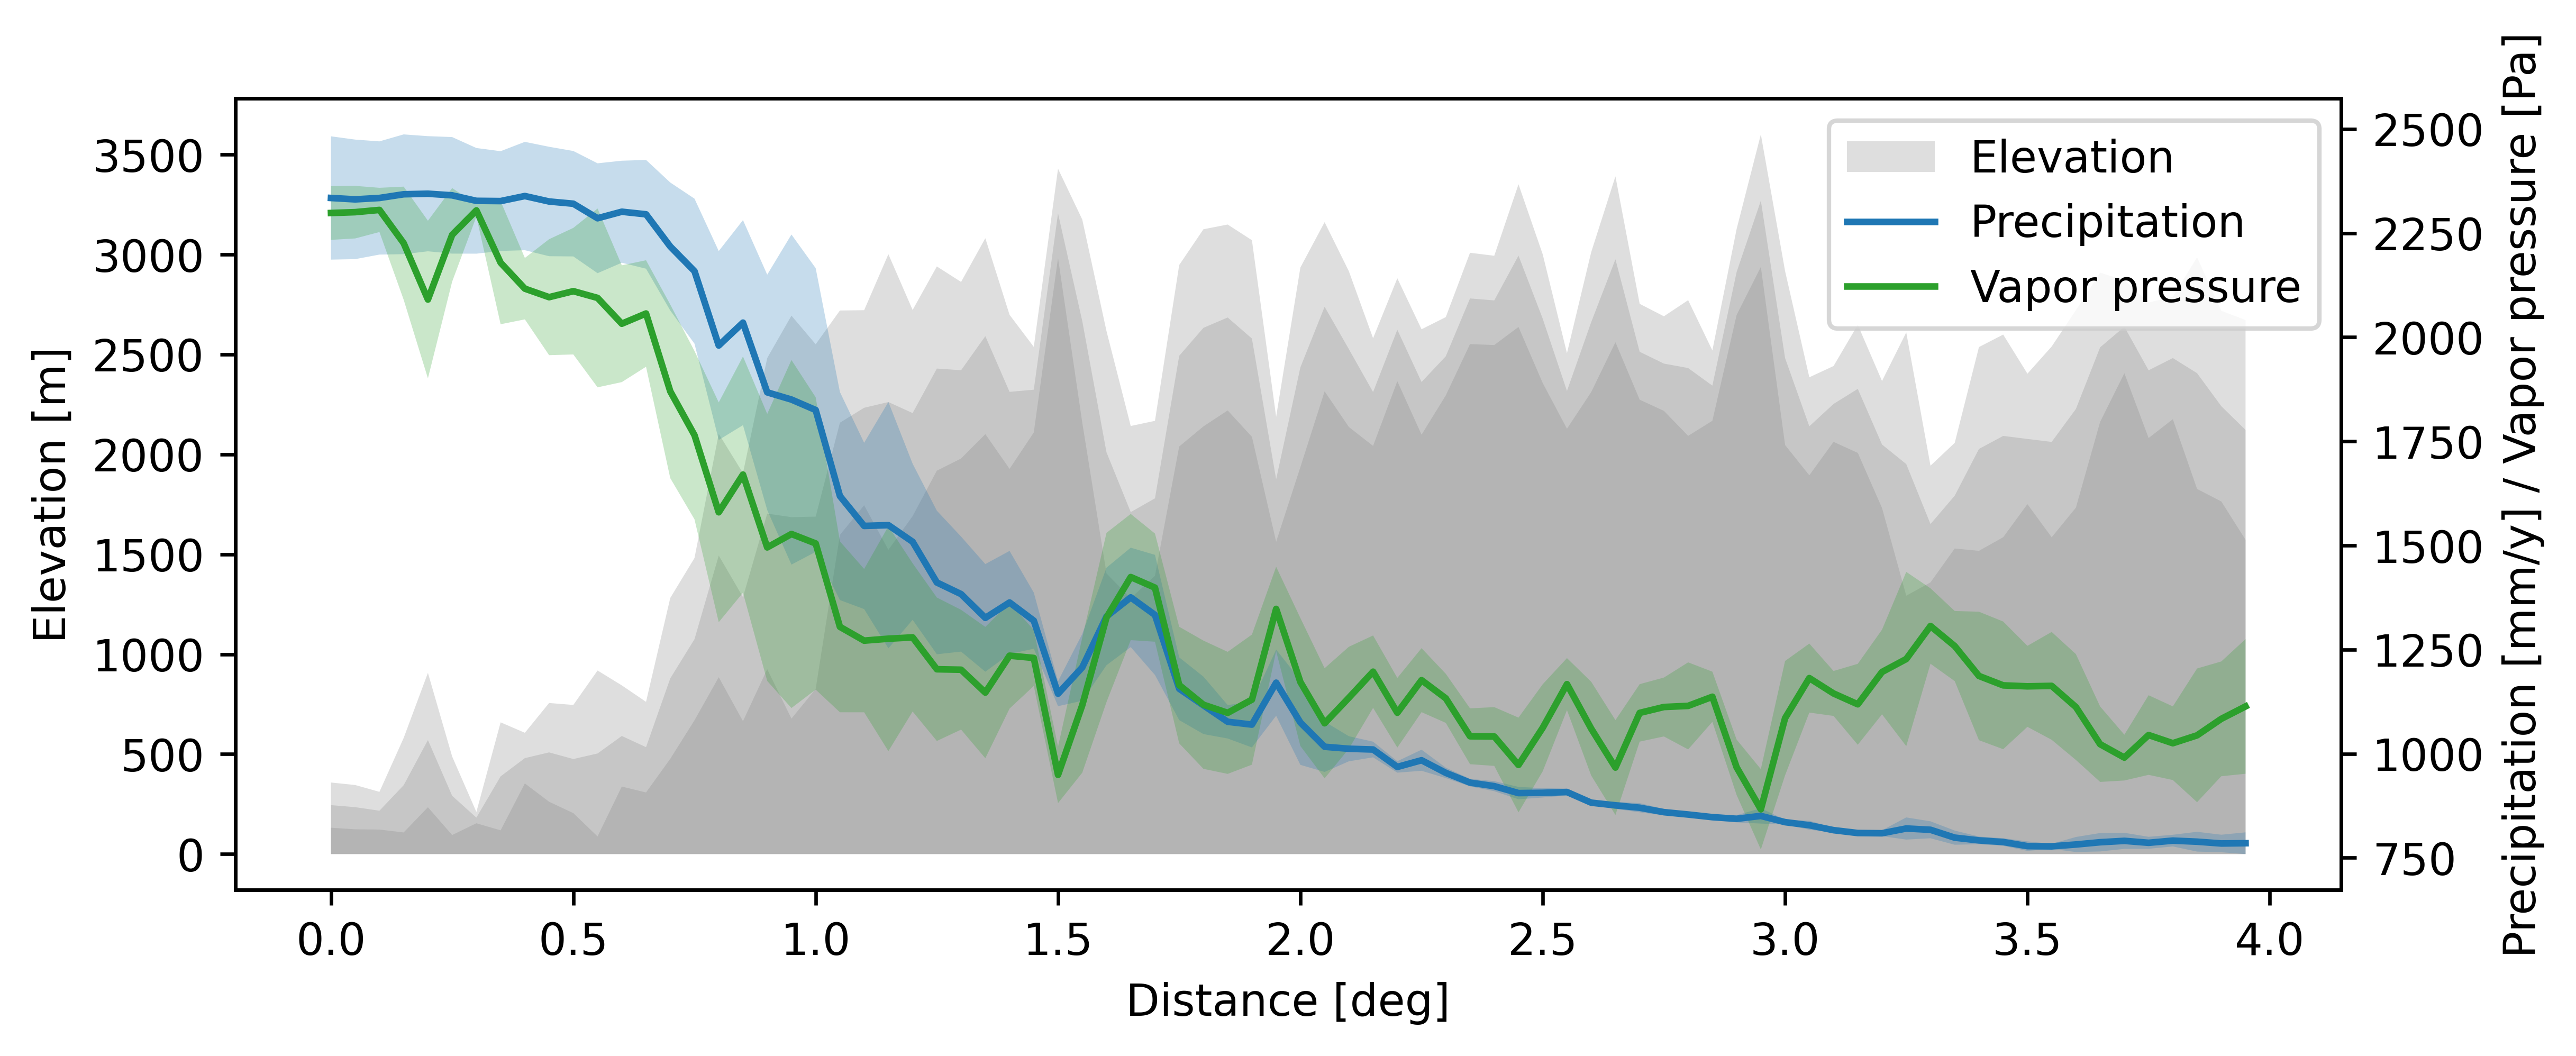 Elevation [m]
3500
3000
2500
2000
1500
1000
500
0
0.0 0.5 1.0 1.5 2.0 2.5 3.0 3.5 4.0
Distance [deg]
Elevation
Precipitation
Vapor pressure
2500
2250
2000
1750
1500
1250
1000
750
Precipitation [mm/y] / Vapor pressure [Pa]